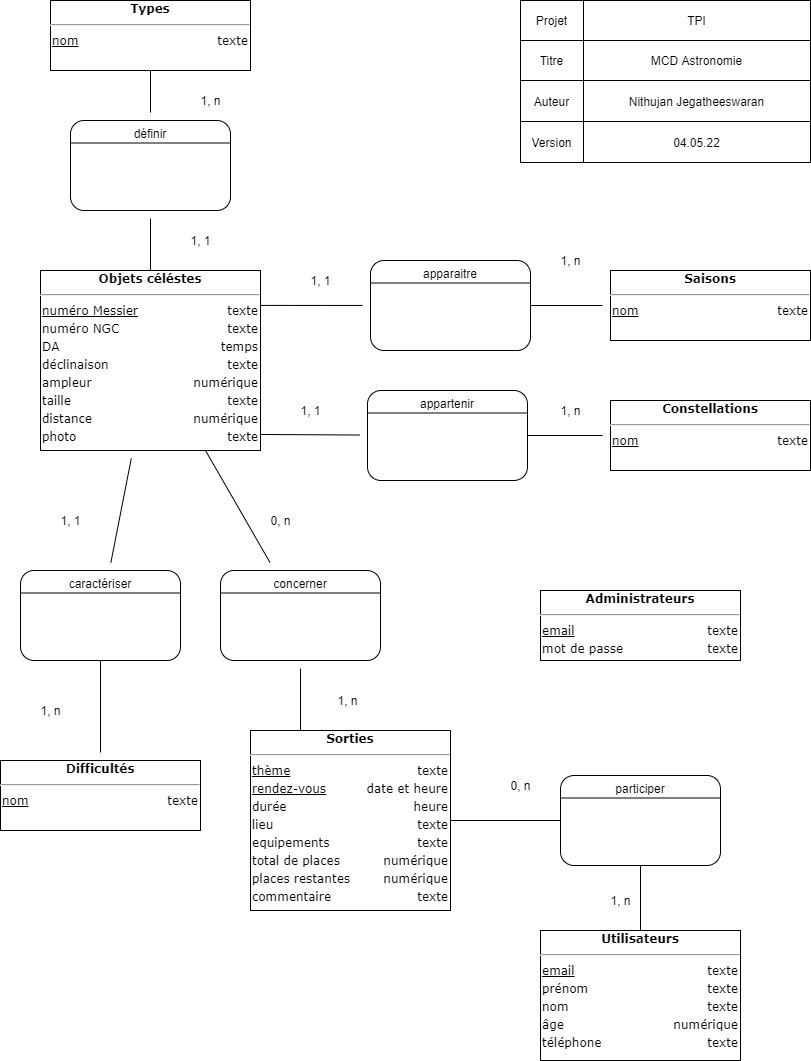 Types
nom texte
1, n
définir
1, 1
Projet TPI
Titre MCD Astronomie
Auteur Nithujan Jegatheeswaran
Version 04.05.22
Objets céléstes
numéro Messier texte
numéro NGC texte
DA temps
déclinaison texte
ampleur numérique
taille texte
distance numérique
photo texte
1, 1
apparaitre
1, n
Saisons
nom texte
1, 1
appartenir
1, n
Constellations
nom texte
1, 1
0, n
caractériser
concerner
1, n
1, n
Administrateurs
email texte
mot de passe texte
Difficultés
nom texte
Sorties
thème texte
rendez-vous date et heure
durée heure
lieu texte
equipements texte
total de places numérique
places restantes numérique
commentaire texte
0, n
participer
1, n
Utilisateurs
email texte
prénom texte
nom texte
âge numérique
téléphone texte